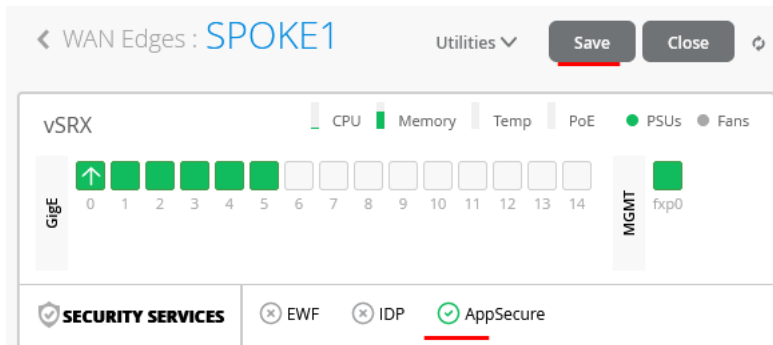 WAN Edges : SPOKE1 Utilities Save Close
vSRX CPU Memory Temp PoE PSUs Fans
GigE 0 1 2 3 4 5 6 7 8 9 10 11 12 13 14 MGMT fxp0
SECURITY SERVICES EWF IDP AppSecure